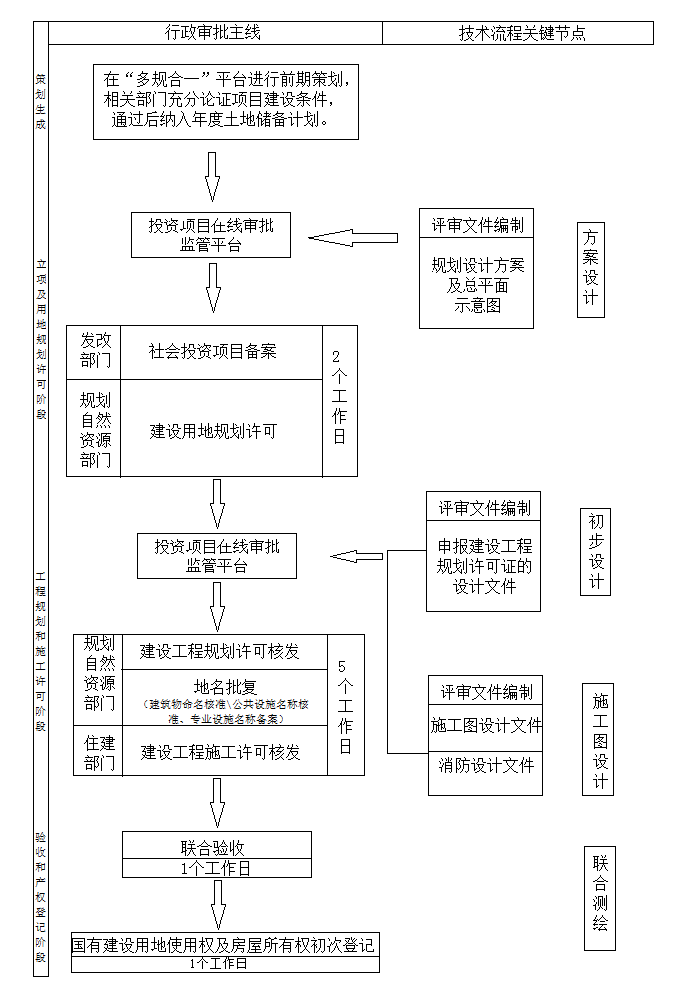 行政审批主线
技术流程关键节点
策划生成
在“多规合一”平台进行前期策划，
相关部门充分论证项目建设条件，
通过后纳入年度土地储备计划。
立项及用地规划许可阶段
投资项目在线审批
监管平台
评审文件编制
规划设计方案
及总平面
示意图
方案设计
发改
部门
社会投资项目备案
规划
自然
资源
部门
建设用地规划许可
2个工作日
工程规划和施工许可阶段
投资项目在线审批
监管平台
评审文件编制
申报建设工程
规划许可证的
设计文件
初步设计
规划
自然
资源
部门
建设工程规划许可核发
地名批复
（建筑物命名核准\公共设施名称核
准、专业设施名称备案）
住建
部门
建设工程施工许可核发
5个工作日
评审文件编制
施工图设计文件
消防设计文件
施工图设计
验收和产权登记阶段
联合验收
1个工作日
联合测绘
国有建设用地使用权及房屋所有权初次登记
1个工作日